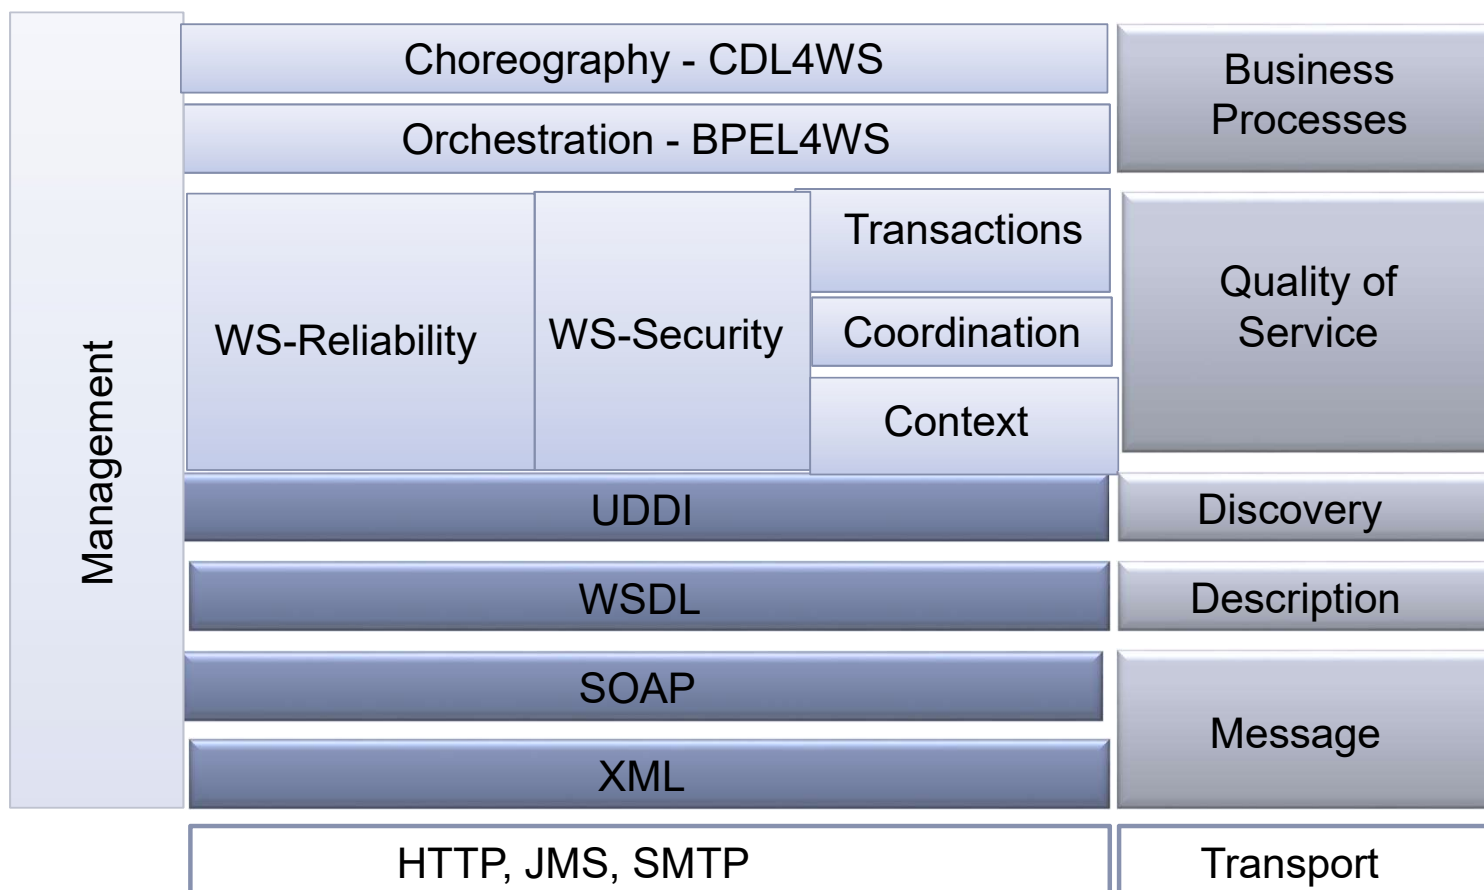 Choreography - CDL4WS
Business
Processes
Orchestration - BPEL4WS
Transactions
Quality of
Service
WS-Reliability
WS-Security
Coordination
Context
Management
UDDI
Discovery
WSDL
Description
SOAP
Message
XML
HTTP, JMS, SMTP
Transport